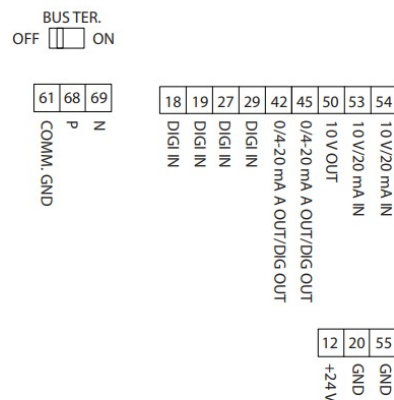 BUS TER.
OFF ON
61 68 69
COMM. GND
P
N
18 19 27 29 42 45 50 53 54
DIGI IN
DIGI IN
DIGI IN
DIGI IN
0/4-20 mA A OUT/DIG OUT
0/4-20 mA A OUT/DIG OUT
10 V OUT
10 V/20 mA IN
10 V/20 mA IN
12 20 55
+24 V
GND
GND